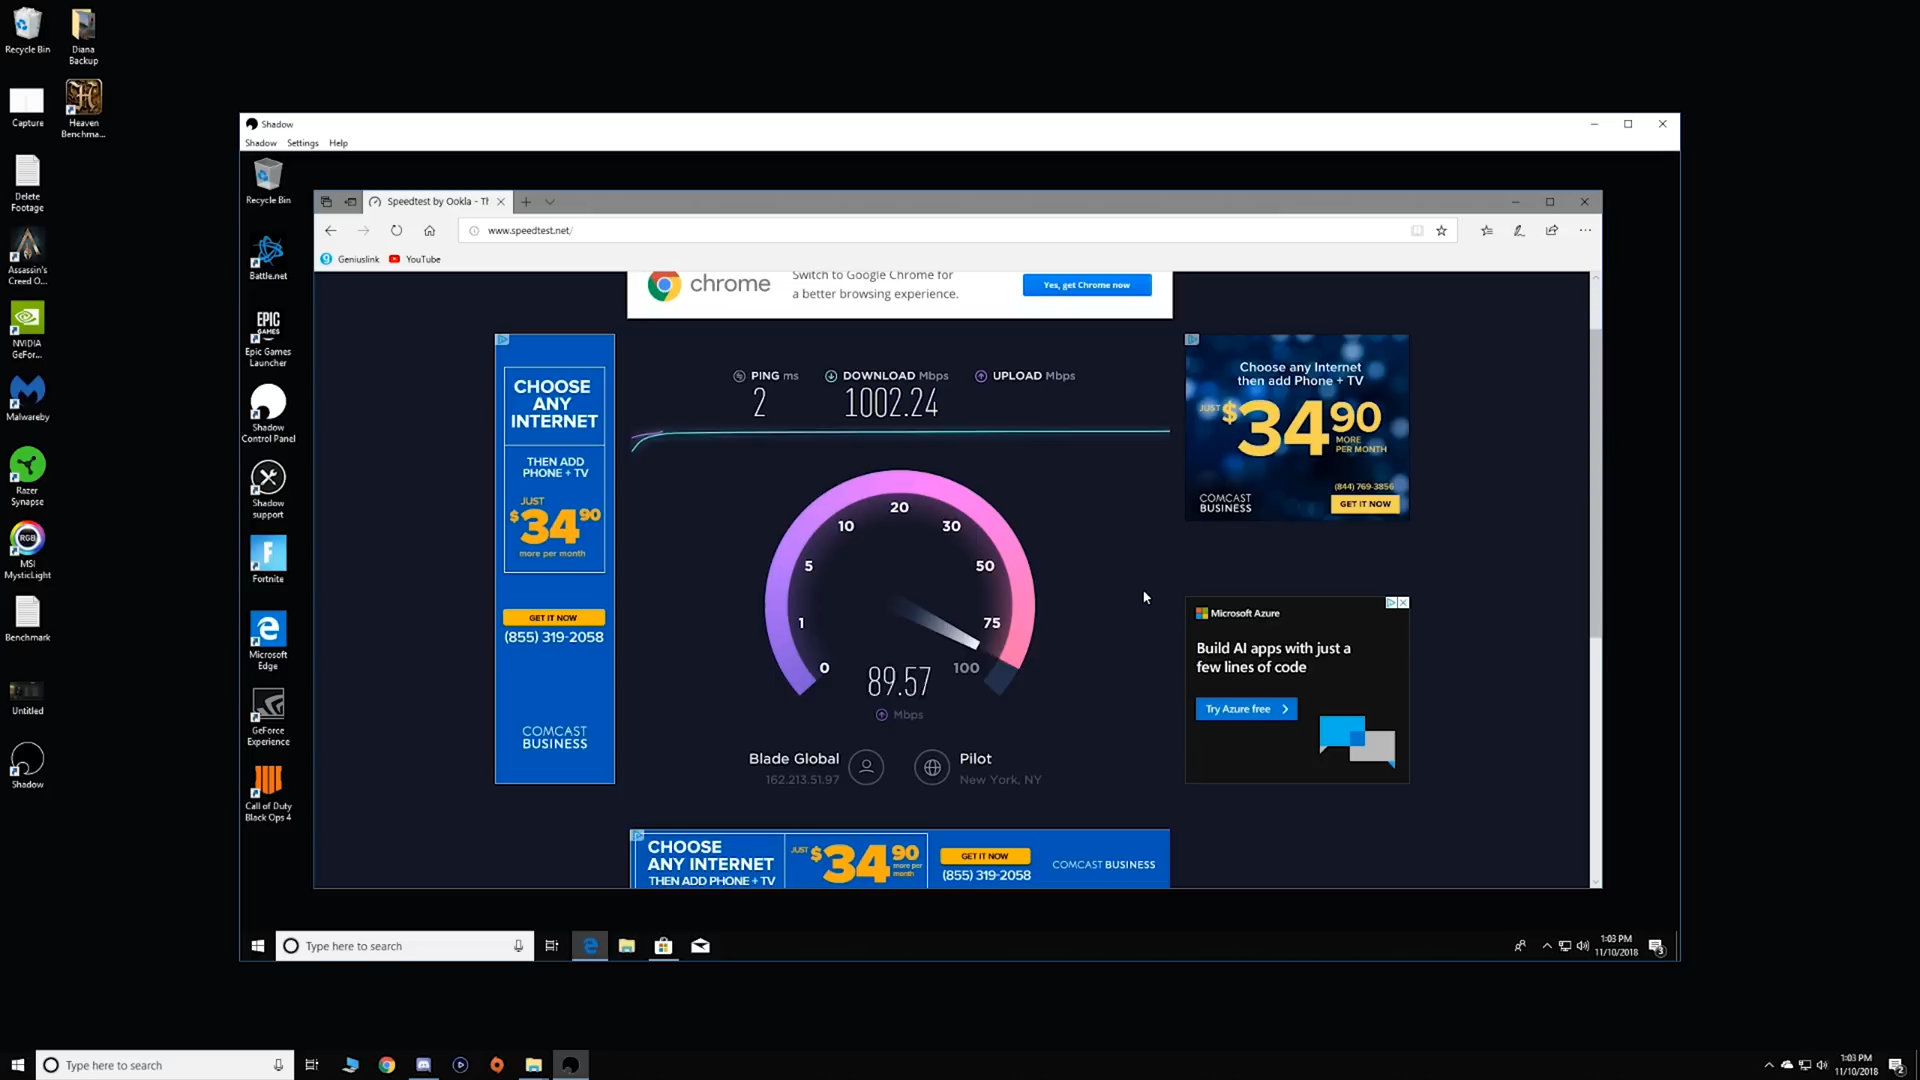 Recycle Bin
Diana
Backup
Capture
Heaven
Benchma...
Delete
Footage
Assassin's
Creed O...
NVIDIA
GeFor...
Malwareby
Razer
Synapse
MSI
MysticLight
Benchmark
Untitled
Shadow
Shadow
Shadow Settings Help
Recycle Bin
Battle.net
Epic Games
Launcher
Shadow
Control Panel
Shadow
support
Fortnite
Microsoft
Edge
GeForce
Experience
Call of Duty
Black Ops 4
Speedtest by Ookla - Th
www.speedtest.net/
Geniuslink YouTube
chrome
Switch to Google Chrome for
a better browsing experience.
Yes, get Chrome now
CHOOSE
ANY
INTERNET
THEN ADD
PHONE + TV
JUST
$34.90
more per month
GET IT NOW
(855) 319-2058
COMCAST
BUSINESS
PING ms DOWNLOAD Mbps UPLOAD Mbps
2 1002.24
0 1 5 10 20 30 50 75 100
89.57
Mbps
Blade Global
162.213.51.97
Pilot
New York, NY
Choose any Internet
then add Phone + TV
JUST $34 90
MORE
PER MONTH
(844) 769-3856
COMCAST
BUSINESS
GET IT NOW
Microsoft Azure
Build AI apps with just a
few lines of code
Try Azure free
CHOOSE
ANY INTERNET
THEN ADD PHONE + TV
JUST $34 90
more per
month
GET IT NOW
(855) 319-2058
COMCAST BUSINESS
Type here to search
1:03 PM
11/10/2018
3
Type here to search
1:03 PM
11/10/2018
2